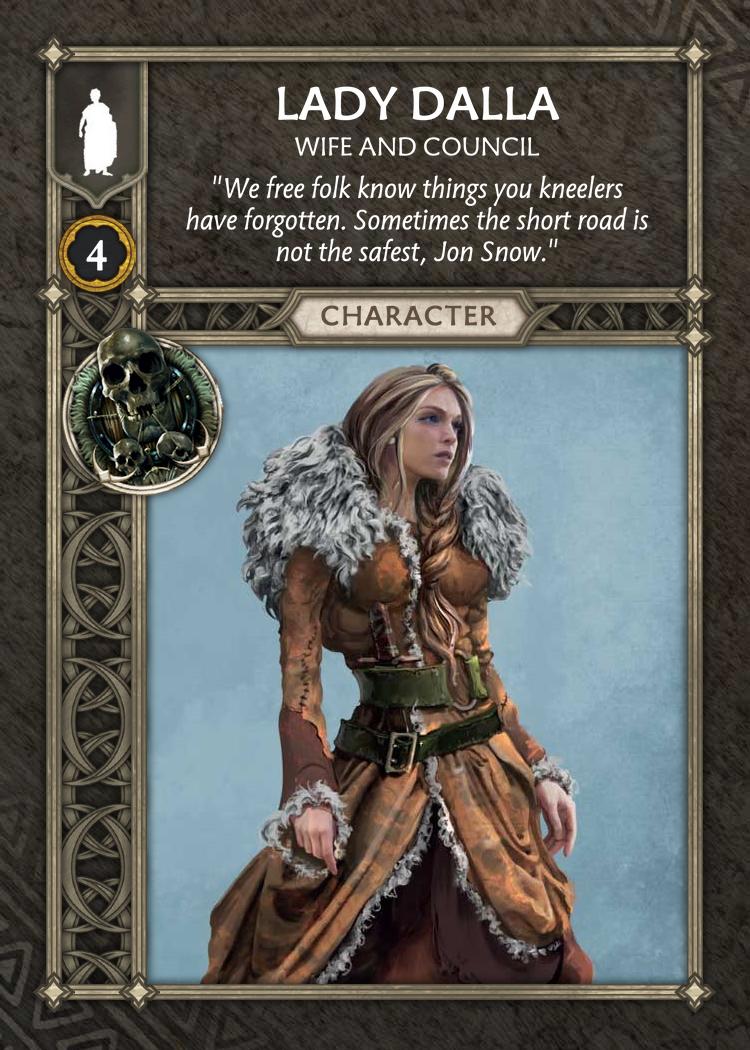 LADY DALLA
WIFE AND COUNCIL
"We free folk know things you kneelers
have forgotten. Sometimes the short road is
not the safest, Jon Snow."
4
CHARACTER